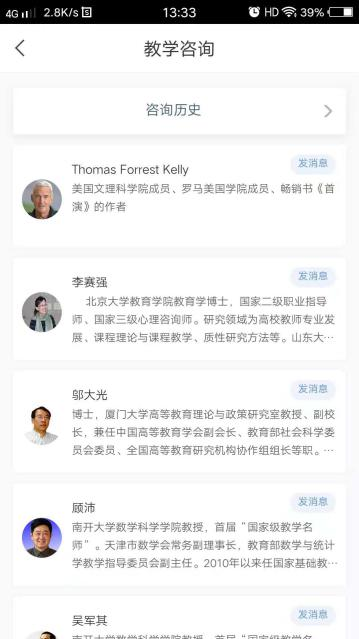 4G 2.8K/s S 13:33 HD 39%
教学咨询
咨询历史
发消息
Thomas Forrest Kelly
美国文理科学院成员、罗马美国学院成员、畅销书《首
演》的作者
发消息
李赛强
北京大学教育学院教育学博士，国家二级职业指导
师、国家三级心理咨询师。研究领域为高校教师专业发
展、课程理论与课程教学、质性研究方法等。山东大…
发消息
邬大光
博士，厦门大学高等教育理论与政策研究室教授、副校
长，兼任中国高等教育学会副会长、教育部社会科学委
员会委员、全国高等教育研究机构协作组组长等职。…
发消息
顾沛
南开大学数学科学学院教授，首届“国家级教学名
师”。天津市数学会常务副理事长，教育部数学与统计
学教学指导委员会副主任。2010年以来任国家基础教…
发消息
吴军其